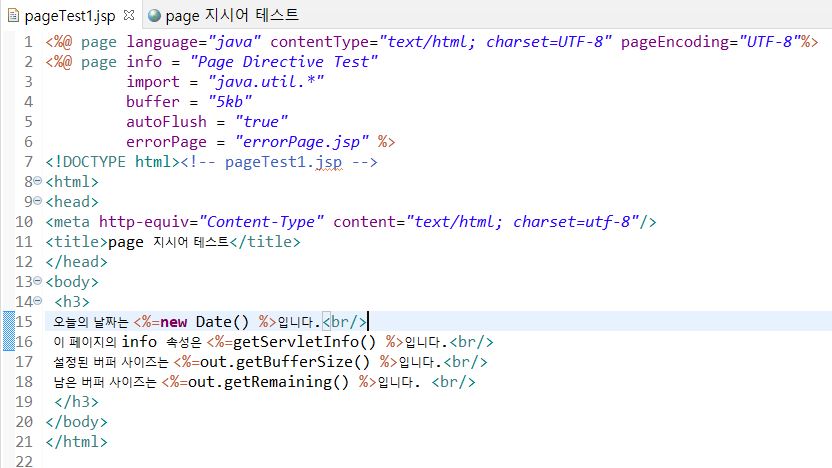 pageTest1.jsp page 지시어 테스트
1 <%@ page language="java" contentType="text/html; charset=UTF-8" pageEncoding="UTF-8"%>
2 <%@ page info = "Page Directive Test"
3 import = "java.util.*"
4 buffer = "5kb"
5 autoFlush = "true"
6 errorPage = "errorPage.jsp" %>
7 <!DOCTYPE html><!-- pageTest1.jsp -->
8 <html>
9 <head>
10 <meta http-equiv="Content-Type" content="text/html; charset=utf-8"/>
11 <title>page 지시어 테스트</title>
12 </head>
13 <body>
14 <h3>
15 오늘의 날짜는 <%=new Date() %>입니다.<br/>
16 이 페이지의 info 속성은 <%=getServletInfo() %>입니다.<br/>
17 설정된 버퍼 사이즈는 <%=out.getBufferSize() %>입니다.<br/>
18 남은 버퍼 사이즈는 <%=out.getRemaining() %>입니다. <br/>
19 </h3>
20 </body>
21 </html>
22